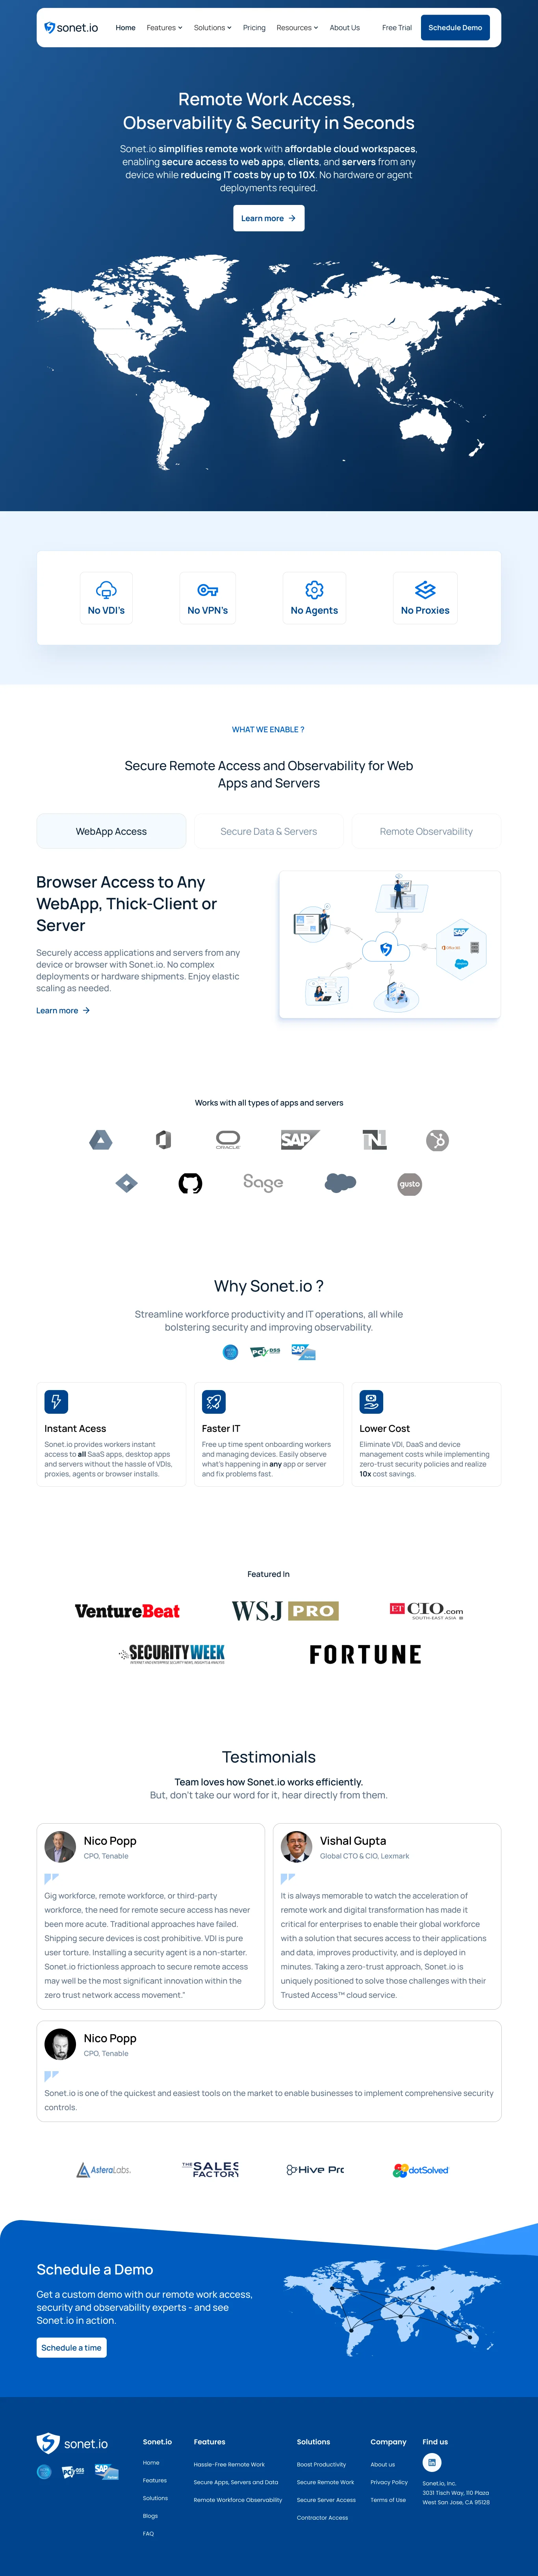 sonet.io Home Features Solutions Pricing Resources About Us Free Trial Schedule Demo
Remote Work Access,
Observability & Security in Seconds
Sonet.io simplifies remote work with affordable cloud workspaces,
enabling secure access to web apps, clients, and servers from any
device while reducing IT costs by up to 10X. No hardware or agent
deployments required.
Learn more
No VDI's No VPN's No Agents No Proxies
WHAT WE ENABLE ?
Secure Remote Access and Observability for Web
Apps and Servers
WebApp Access Secure Data & Servers Remote Observability
Browser Access to Any
WebApp, Thick-Client or
Server
Securely access applications and servers from any
device or browser with Sonet.io. No complex
deployments or hardware shipments. Enjoy elastic
scaling as needed.
Learn more
SAP
Office 365
Works with all types of apps and servers
ORACLE SAP
Sage gusto
Why Sonet.io ?
Streamline workforce productivity and IT operations, all while
bolstering security and improving observability.
PCI DSS SAP
Instant Acess
Sonet.io provides workers instant
access to all SaaS apps, desktop apps
and servers without the hassle of VDIs,
proxies, agents or browser installs.
Faster IT
Free up time spent onboarding workers
and managing devices. Easily observe
what's happening in any app or server
and fix problems fast.
Lower Cost
Eliminate VDI, DaaS and device
management costs while implementing
zero-trust security policies and realize
10x cost savings.
Featured In
VentureBeat WSJ PRO ET CIO.com
SOUTH-EAST ASIA
SECURITYWEEK FORTUNE
INTERNET AND ENTERPRISE SECURITY NEWS, INSIGHTS & ANALYSIS
Testimonials
Team loves how Sonet.io works efficiently.
But, don't take our word for it, hear directly from them.
Nico Popp
CPO, Tenable
Gig workforce, remote workforce, or third-party
workforce, the need for remote secure access has never
been more acute. Traditional approaches have failed.
Shipping secure devices is cost prohibitive. VDI is pure
user torture. Installing a security agent is a non-starter.
Sonet.io frictionless approach to secure remote access
may well be the most significant innovation within the
zero trust network access movement."
Vishal Gupta
Global CTO & CIO, Lexmark
It is always memorable to watch the acceleration of
remote work and digital transformation has made it
critical for enterprises to enable their global workforce
with a solution that secures access to their applications
and data, improves productivity, and is deployed in
minutes. Taking a zero-trust approach, Sonet.io is
uniquely positioned to solve those challenges with their
Trusted Access™ cloud service.
Nico Popp
CPO, Tenable
Sonet.io is one of the quickest and easiest tools on the market to enable businesses to implement comprehensive security
controls.
AsteraLabs. THE SALES FACTORY Hive Pro dotSolved
Schedule a Demo
Get a custom demo with our remote work access,
security and observability experts - and see
Sonet.io in action.
Schedule a time
sonet.io
PCI DSS SAP
Sonet.io
Home
Features
Solutions
Blogs
FAQ
Features
Hassle-Free Remote Work
Secure Apps, Servers and Data
Remote Workforce Observability
Solutions
Boost Productivity
Secure Remote Work
Secure Server Access
Contractor Access
Company
About us
Privacy Policy
Terms of Use
Find us
Sonet.io, Inc.
3031 Tisch Way, 110 Plaza
West San Jose, CA 95128